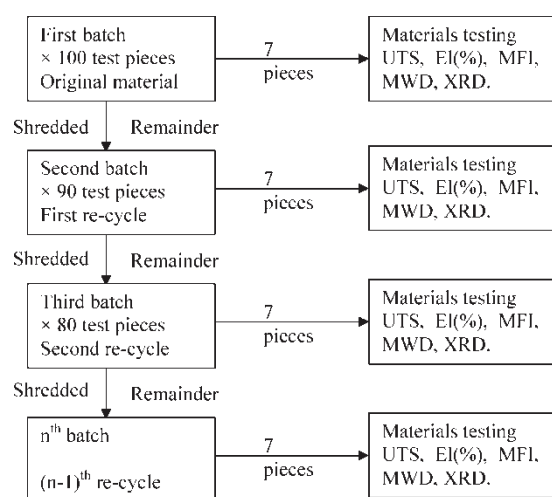 First batch
× 100 test pieces
Original material
7
pieces
Materials testing
UTS, El(%), MFI,
MWD, XRD.
Shredded Remainder
Second batch
× 90 test pieces
First re-cycle
7
pieces
Materials testing
UTS, El(%), MFI,
MWD, XRD.
Shredded Remainder
Third batch
× 80 test pieces
Second re-cycle
7
pieces
Materials testing
UTS, El(%), MFI,
MWD, XRD.
Shredded Remainder
nth batch
(n-1)th re-cycle
7
pieces
Materials testing
UTS, El(%), MFI,
MWD, XRD.